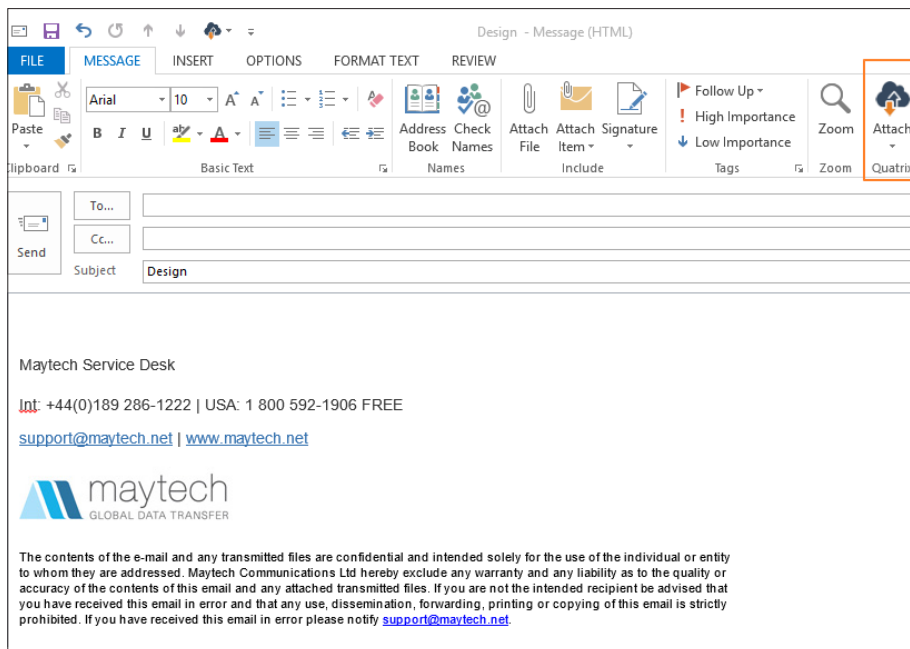 Design - Message (HTML)
FILE MESSAGE INSERT OPTIONS FORMAT TEXT REVIEW
Arial 10 A A
Paste B I U aby A Address Book Check Names Attach File Attach Item Signature Follow Up High Importance Low Importance Zoom Attach
Clipboard Basic Text Names Include Tags Zoom Quatrix
To...
Cc...
Send
Subject Design
Maytech Service Desk
Int: +44(0)189 286-1222 | USA: 1 800 592-1906 FREE
support@maytech.net | www.maytech.net
maytech
GLOBAL DATA TRANSFER
The contents of the e-mail and any transmitted files are confidential and intended solely for the use of the individual or entity
to whom they are addressed. Maytech Communications Ltd hereby exclude any warranty and any liability as to the quality or
accuracy of the contents of this email and any attached transmitted files. If you are not the intended recipient be advised that
you have received this email in error and that any use, dissemination, forwarding, printing or copying of this email is strictly
prohibited. If you have received this email in error please notify support@maytech.net.